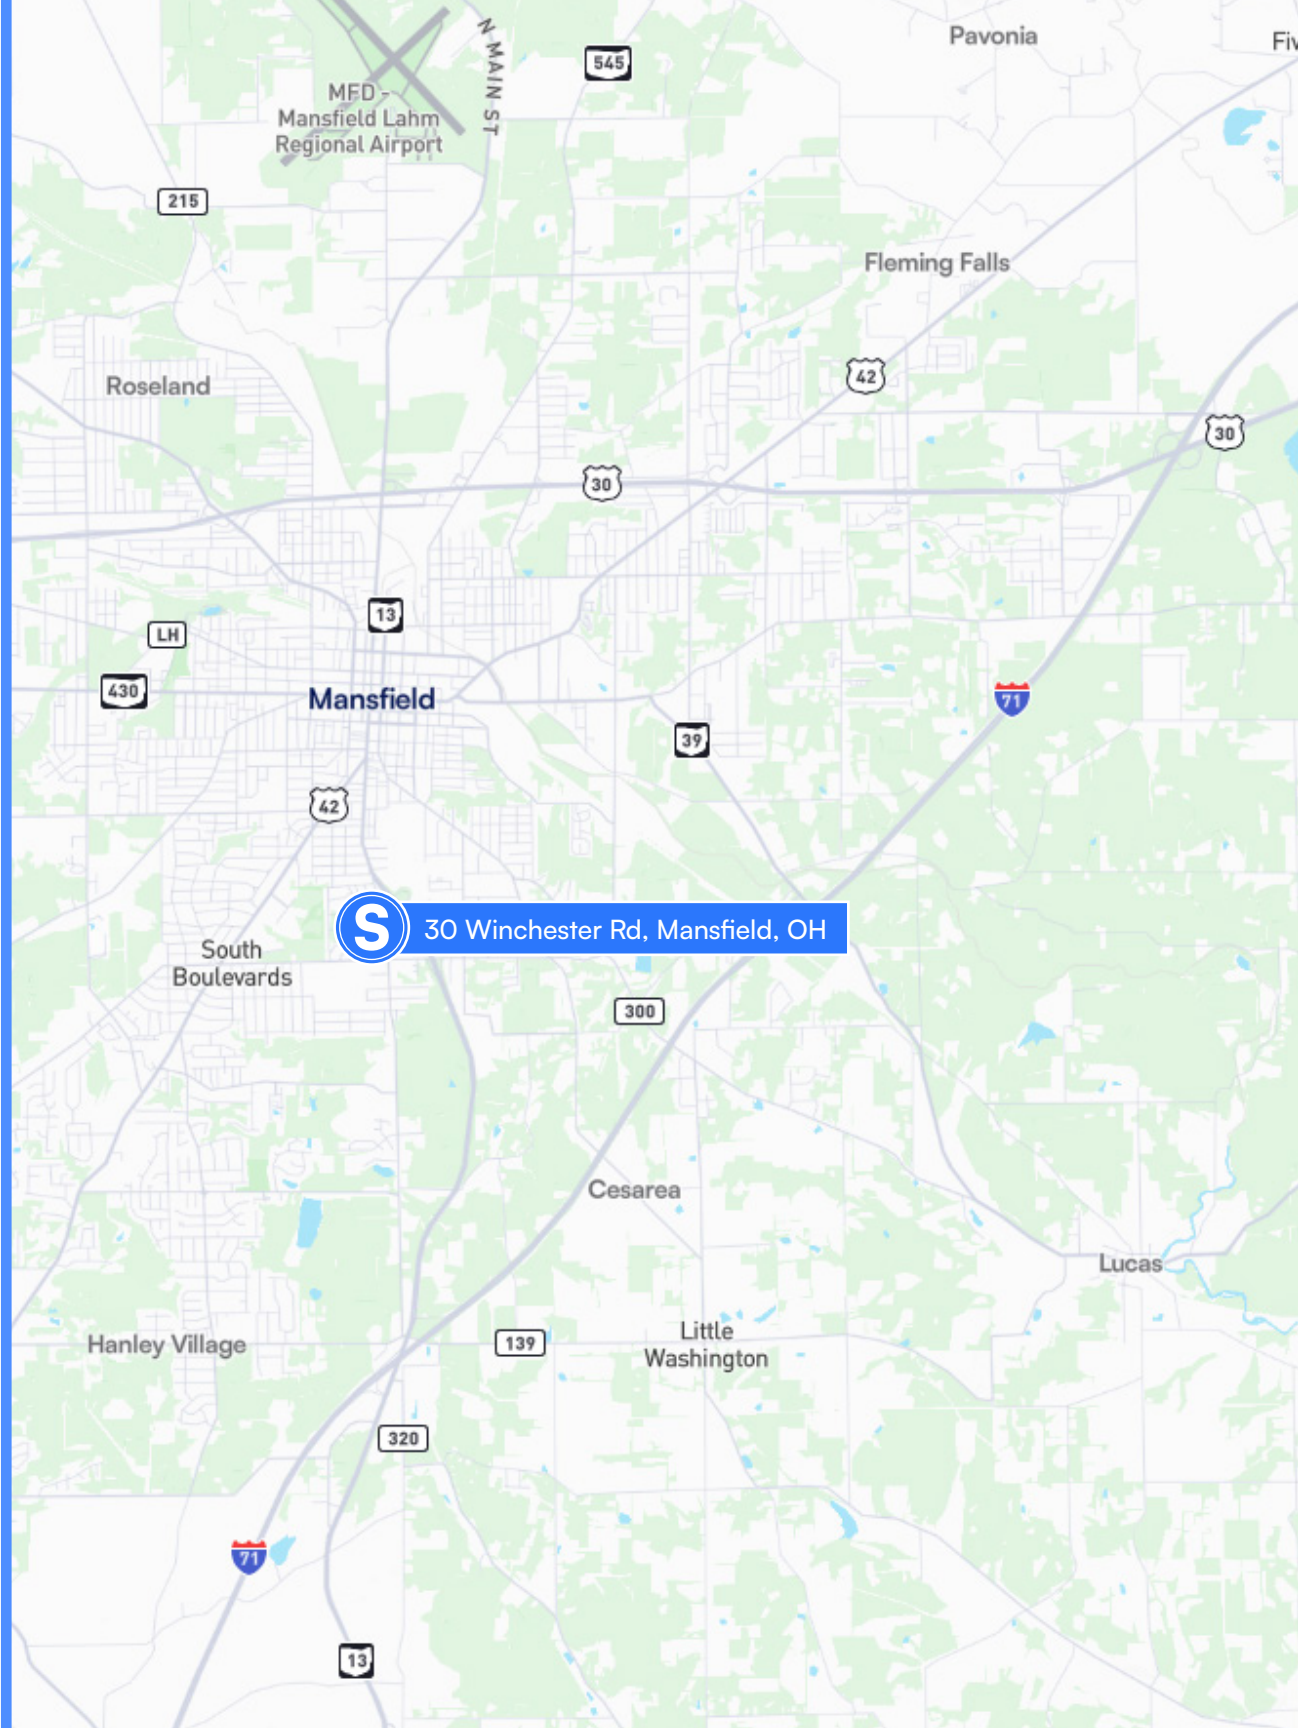 Pavonia
Fiv
545
N MAIN ST
MFD -
Mansfield Lahm
Regional Airport
215
Fleming Falls
42
Roseland
30
30
13
LH
430
Mansfield
71
39
42
S
30 Winchester Rd, Mansfield, OH
South
Boulevards
300
Cesarea
Lucas
Little
Washington
139
Hanley Village
320
71
13